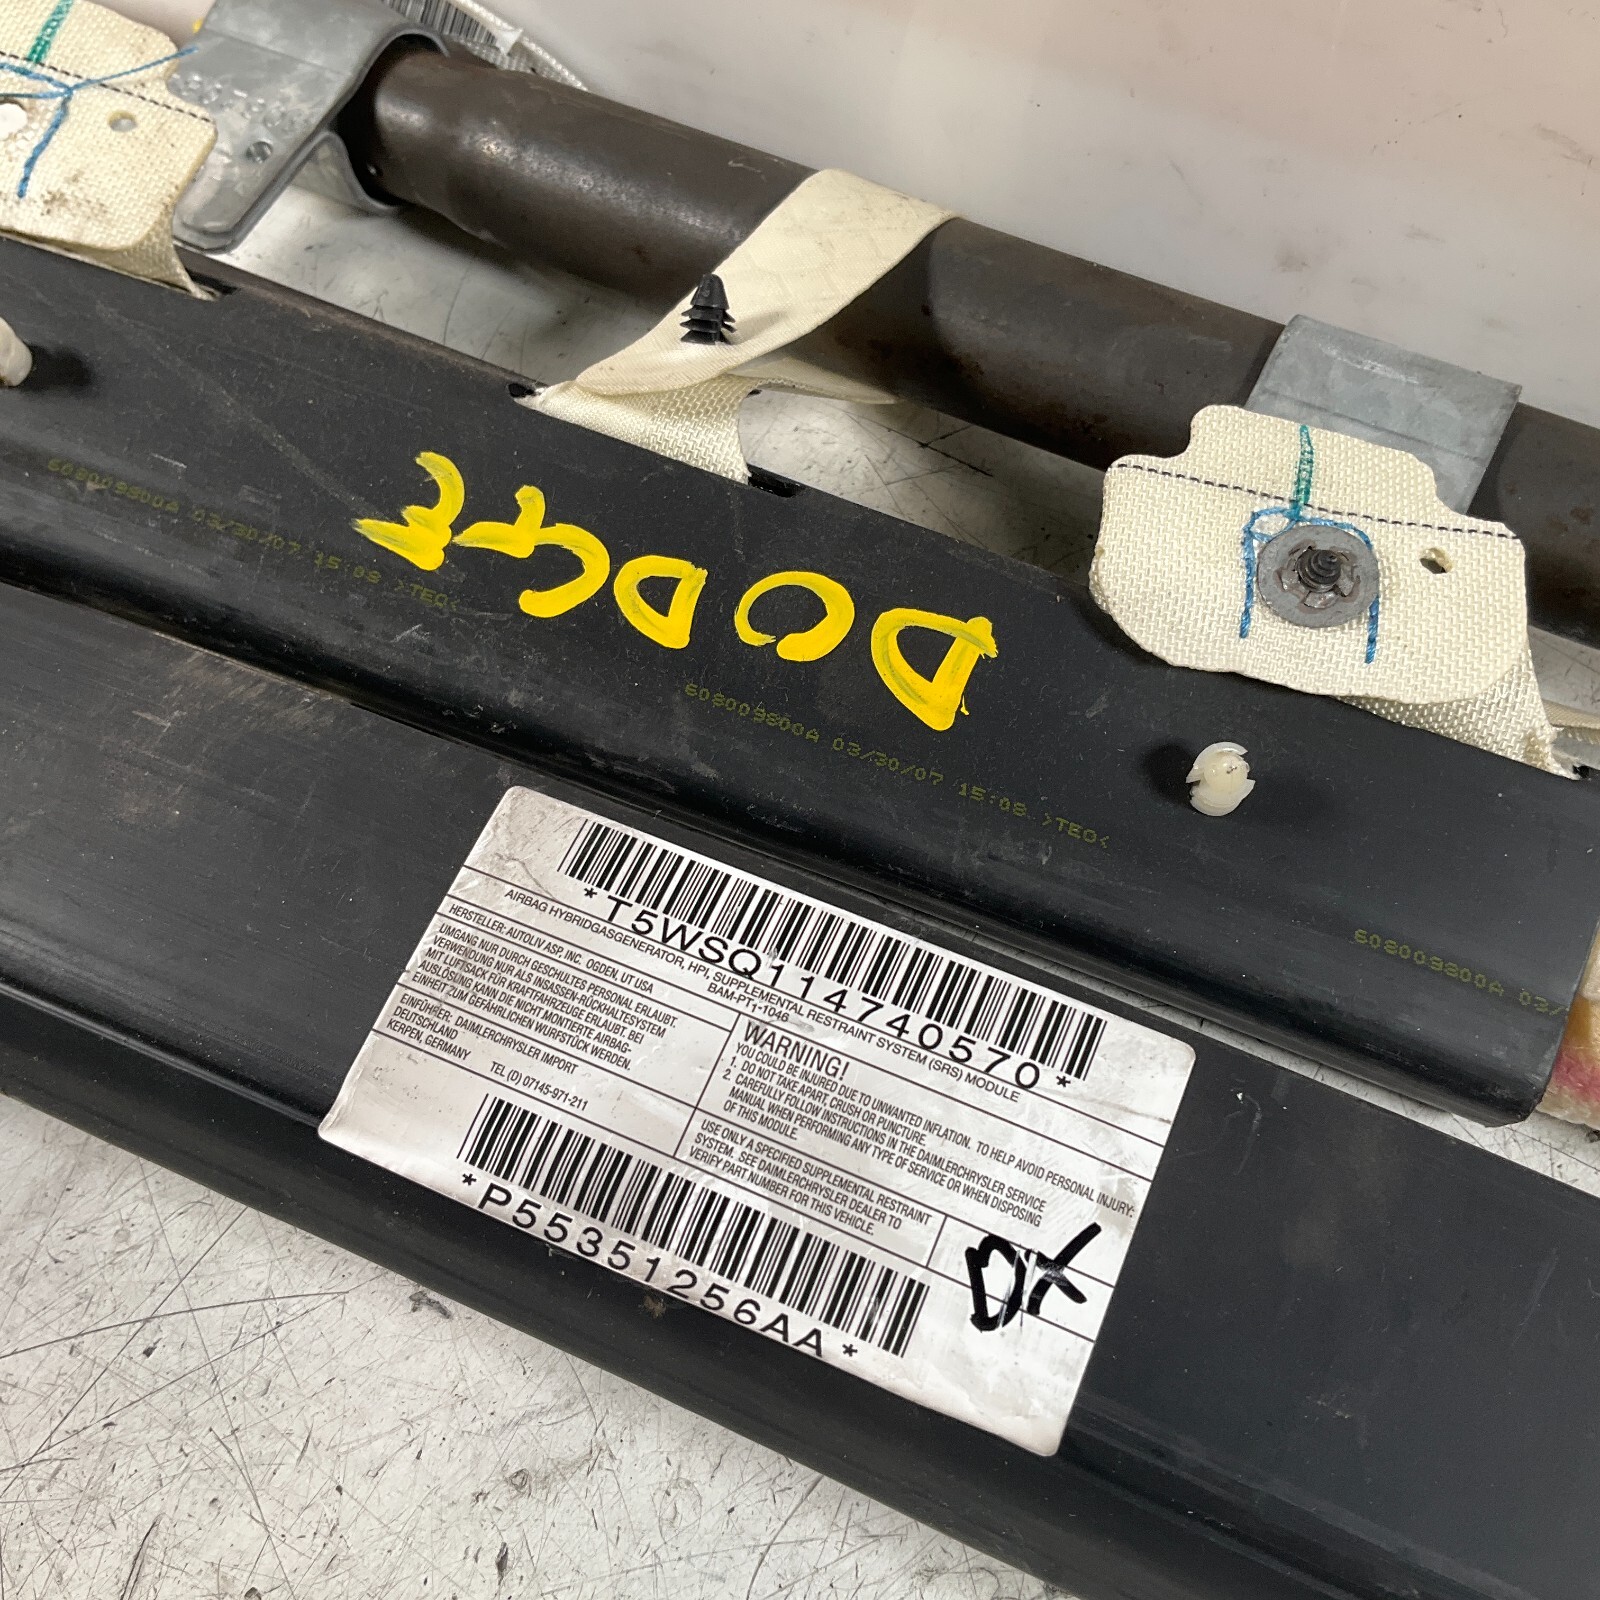 DODGE
608009800A 03/30/07 15:08 >TEO<
608009800A 03/30/07 15:08 >TEO<
608009800A 03/
*T5WSQ11474O570*
AIRBAG HYBRIDGASGENERATOR, HPI, SUPPLEMENTAL RESTRAINT SYSTEM (SRS) MODULE
BAM-PT1-1046
HERSTELLER: AUTOLIV ASP, INC. OGDEN, UT USA
UMGANG NUR DURCH GESCHULTES PERSONAL ERLAUBT.
VERWENDUNG NUR ALS INSASSEN-RÜCKHALTESYSTEM
MIT LUFTSACK FÜR KRAFTFAHRZEUGE ERLAUBT. BEI
AUSLÖSUNG KANN DIE NICHT MONTIERTE AIRBAG-
EINHEIT ZUM GEFÄHRLICHEN WURFSTÜCK WERDEN.
EINFÜHRER: DAIMLERCHRYSLER IMPORT
DEUTSCHLAND
KERPEN, GERMANY
TEL (D) 07145-971-211
WARNING!
YOU COULD BE INJURED DUE TO UNWANTED INFLATION. TO HELP AVOID PERSONAL INJURY:
1. DO NOT TAKE APART, CRUSH OR PUNCTURE.
2. CAREFULLY FOLLOW INSTRUCTIONS IN THE DAIMLERCHRYSLER SERVICE
MANUAL WHEN PERFORMING ANY TYPE OF SERVICE OR WHEN DISPOSING
OF THIS MODULE.
USE ONLY A SPECIFIED SUPPLEMENTAL RESTRAINT
SYSTEM. SEE DAIMLERCHRYSLER DEALER TO
VERIFY PART NUMBER FOR THIS VEHICLE.
*P55351256AA*
DX